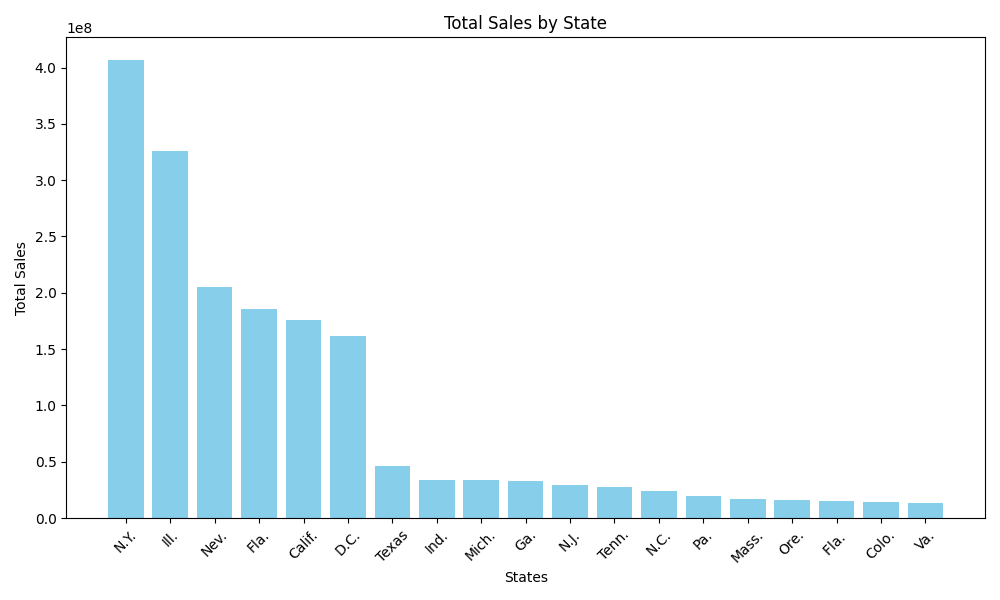 Total Sales by State
1e8
4.0
3.5
3.0
2.5
2.0
1.5
1.0
0.5
0.0
Total Sales
N.Y.
Ill.
Nev.
Fla.
Calif.
D.C.
Texas
Ind.
Mich.
Ga.
N.J.
Tenn.
N.C.
Pa.
Mass.
Ore.
Fla.
Colo.
Va.
States